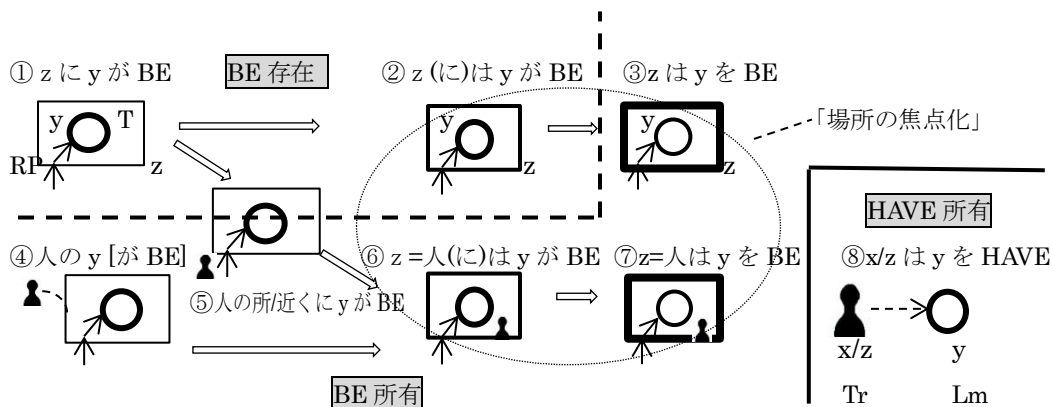 ① z に y が BE
BE 存在
② z (に)は y が BE
③z は y を BE
y T
RP z
y
z
y
z
「場所の焦点化」
HAVE 所有
④人の y [が BE]
⑤人の所/近くに y が BE
⑥ z =人(に)は y が BE
⑦z=人は y を BE
⑧x/z は y を HAVE
x/z y
Tr Lm
BE 所有